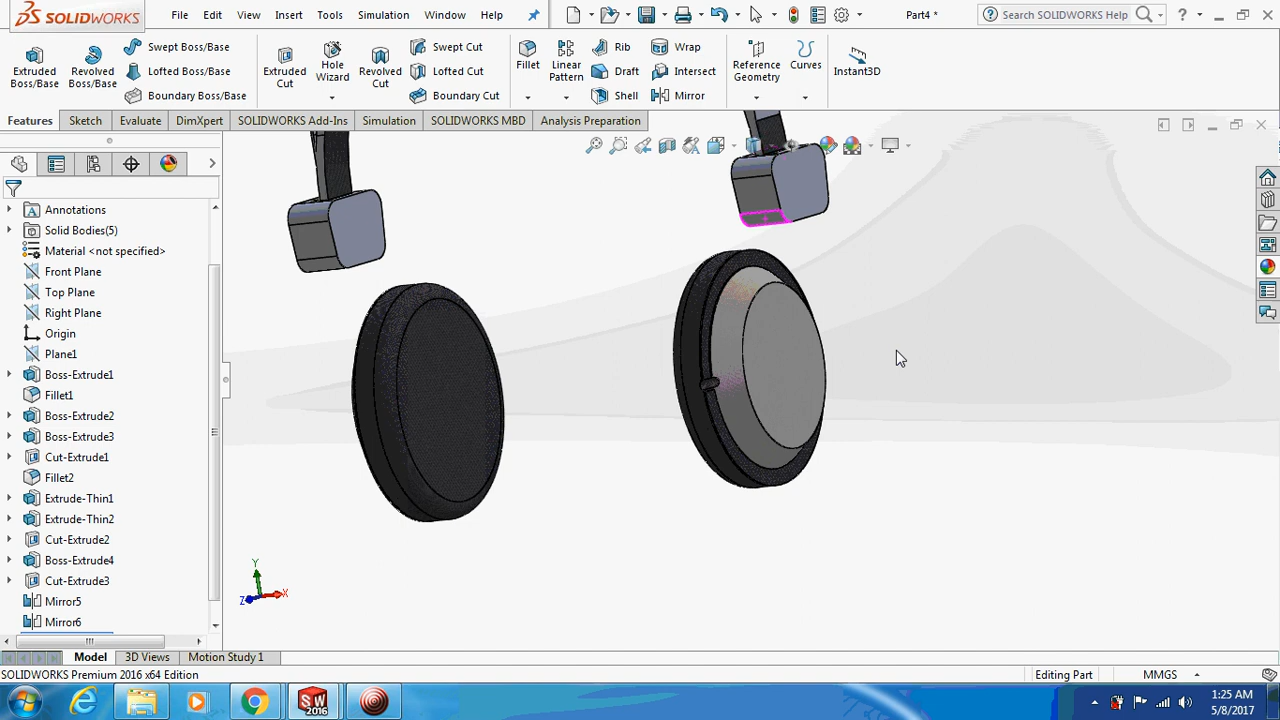 SOLIDWORKS File Edit View Insert Tools Simulation Window Help Part4 * Search SOLIDWORKS Help
Extruded Boss/Base
Revolved Boss/Base
Swept Boss/Base
Lofted Boss/Base
Boundary Boss/Base
Extruded Cut
Hole Wizard
Revolved Cut
Swept Cut
Lofted Cut
Boundary Cut
Fillet
Linear Pattern
Rib
Draft
Shell
Wrap
Intersect
Mirror
Reference Geometry
Curves
Instant3D
Features Sketch Evaluate DimXpert SOLIDWORKS Add-Ins Simulation SOLIDWORKS MBD Analysis Preparation
Annotations
Solid Bodies(5)
Material <not specified>
Front Plane
Top Plane
Right Plane
Origin
Plane1
Boss-Extrude1
Fillet1
Boss-Extrude2
Boss-Extrude3
Cut-Extrude1
Fillet2
Extrude-Thin1
Extrude-Thin2
Cut-Extrude2
Boss-Extrude4
Cut-Extrude3
Mirror5
Mirror6
Y
Z
X
Model 3D Views Motion Study 1
SOLIDWORKS Premium 2016 x64 Edition Editing Part MMGS
SW 2016
1:25 AM
5/8/2017